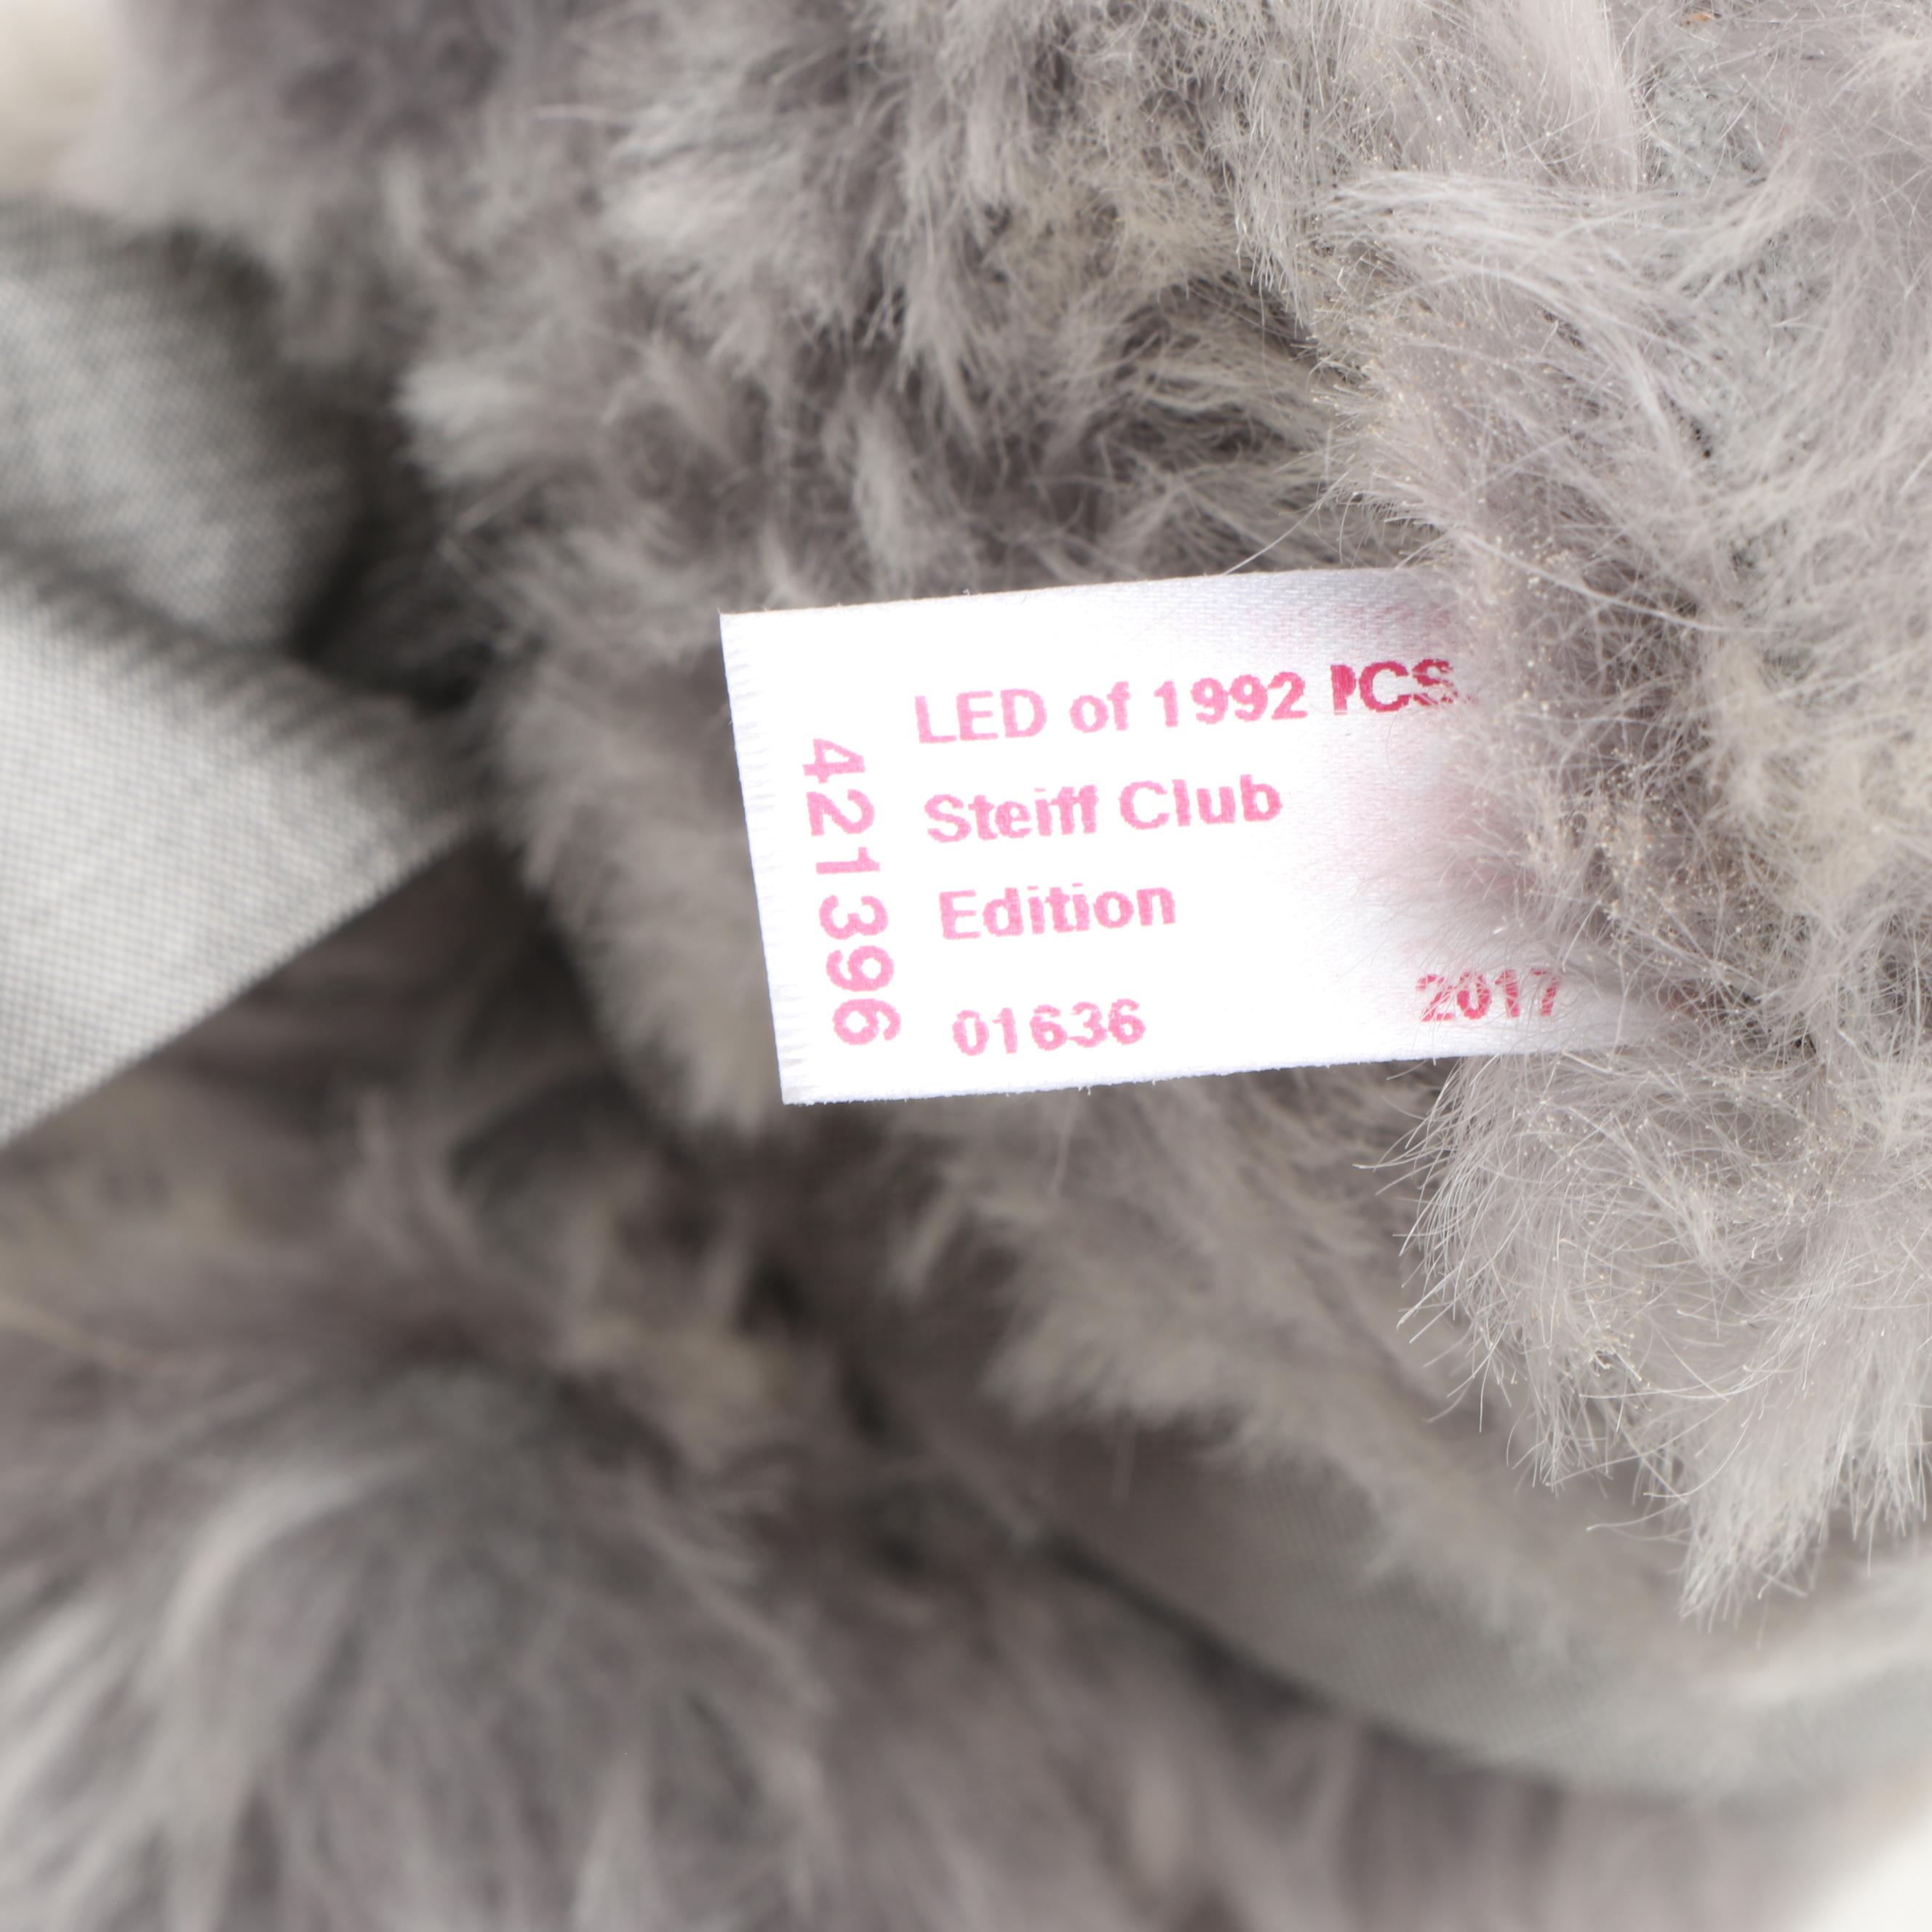 LED of 1992 PCS.
Steiff Club
Edition
01636 2017
421396